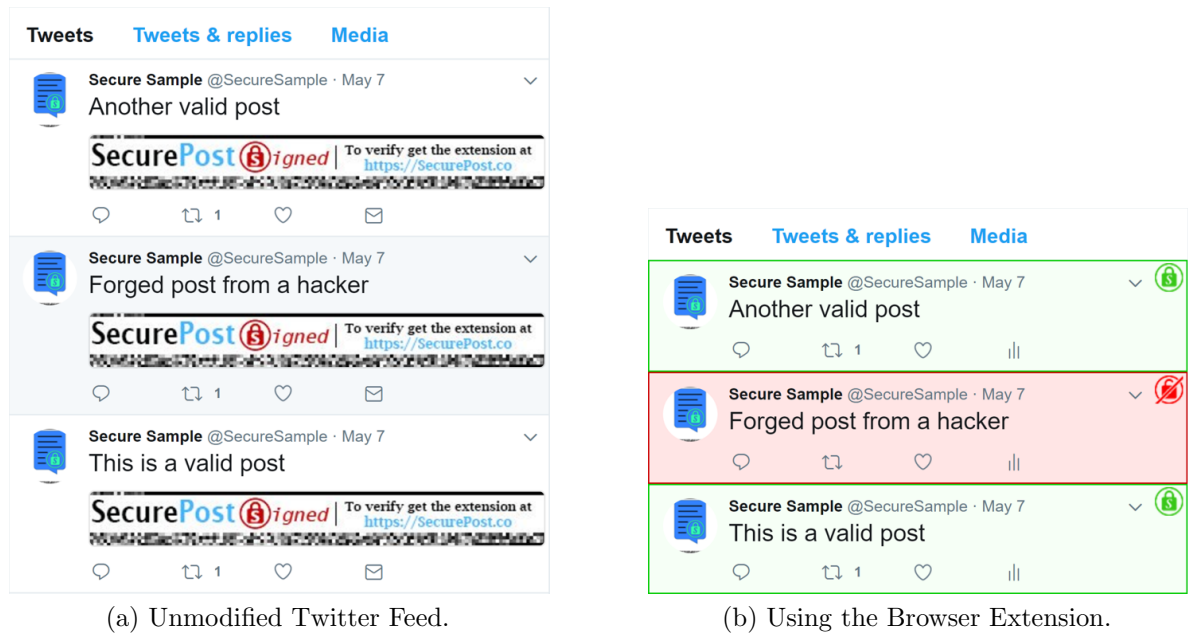 Tweets Tweets & replies Media
Secure Sample @SecureSample · May 7
Another valid post
SecurePost Signed | To verify get the extension at
https://SecurePost.co
1
Secure Sample @SecureSample · May 7
Forged post from a hacker
SecurePost Signed | To verify get the extension at
https://SecurePost.co
1
Secure Sample @SecureSample · May 7
This is a valid post
SecurePost Signed | To verify get the extension at
https://SecurePost.co
1
(a) Unmodified Twitter Feed.
Tweets Tweets & replies Media
Secure Sample @SecureSample · May 7
Another valid post
1
Secure Sample @SecureSample · May 7
Forged post from a hacker
Secure Sample @SecureSample · May 7
This is a valid post
1
(b) Using the Browser Extension.